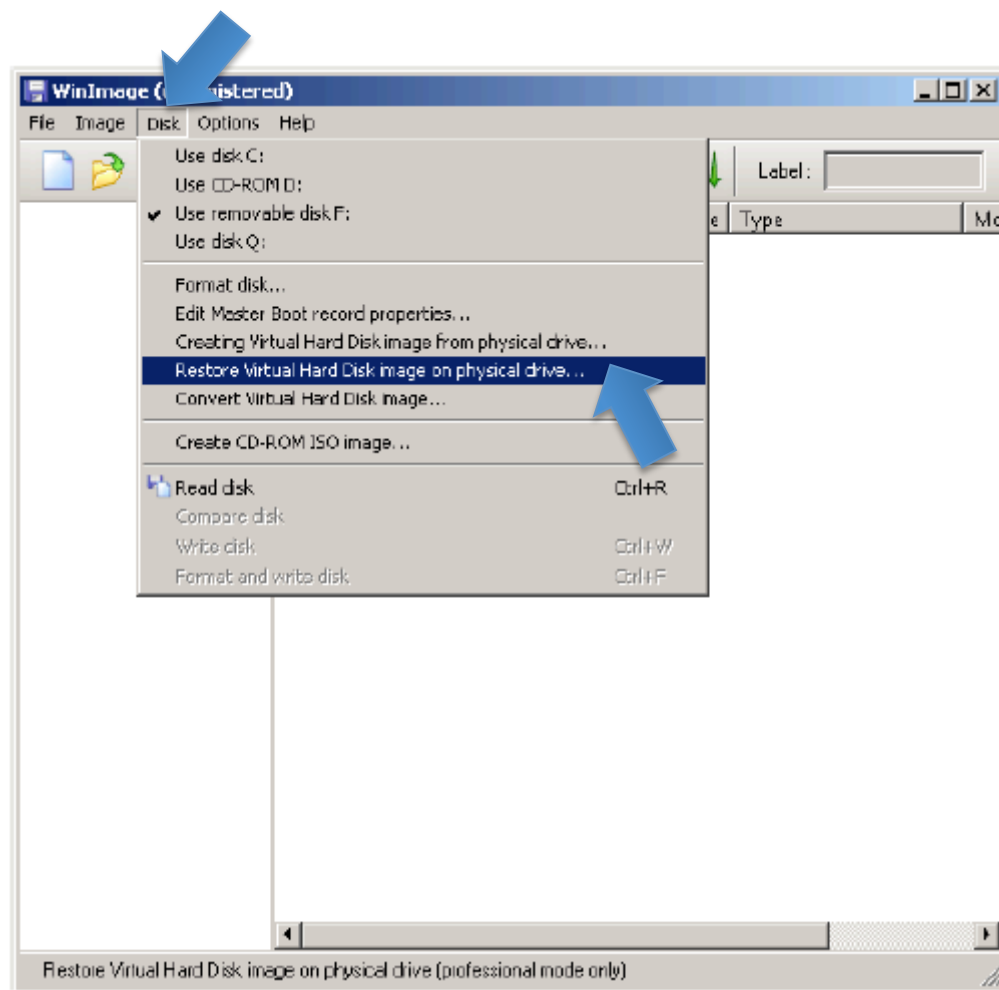 WinImage ( istered)
File Image Disk Options Help
Label:
Use disk C:
Use CD-ROM D:
Use removable disk F:
Use disk Q:
e Type Mo
Format disk...
Edit Master Boot record properties...
Creating Virtual Hard Disk image from physical drive...
Restore Virtual Hard Disk image on physical drive...
Convert Virtual Hard Disk image...
Create CD-ROM ISO image...
Read disk Ctrl+R
Compare disk
Write disk Ctrl+W
Format and write disk Ctrl+F
Restore Virtual Hard Disk image on physical drive (professional mode only)